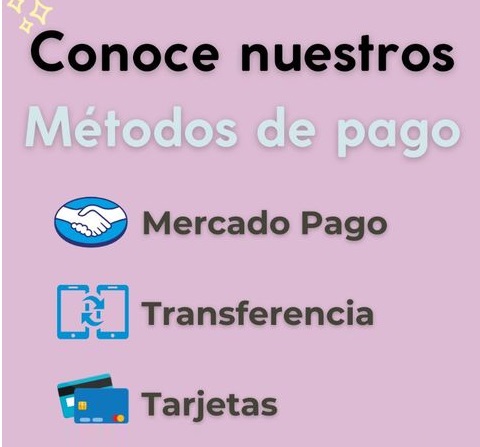 Conoce nuestros
Métodos de pago
Mercado Pago
Transferencia
Tarjetas